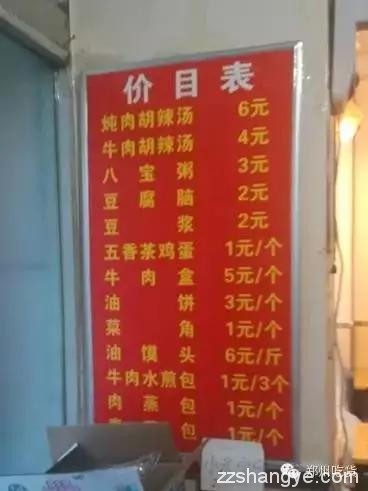 价目表
炖肉胡辣汤 6元
牛肉胡辣汤 4元
八宝粥 3元
豆腐脑 2元
豆浆 2元
五香茶鸡蛋 1元/个
牛肉盒 5元/个
油饼 3元/个
菜角 1元/个
油馍头 6元/斤
牛肉水煎包 1元/3个
肉蒸包 1元/个
包 1元/个
郑州吃货
zzshangye.com